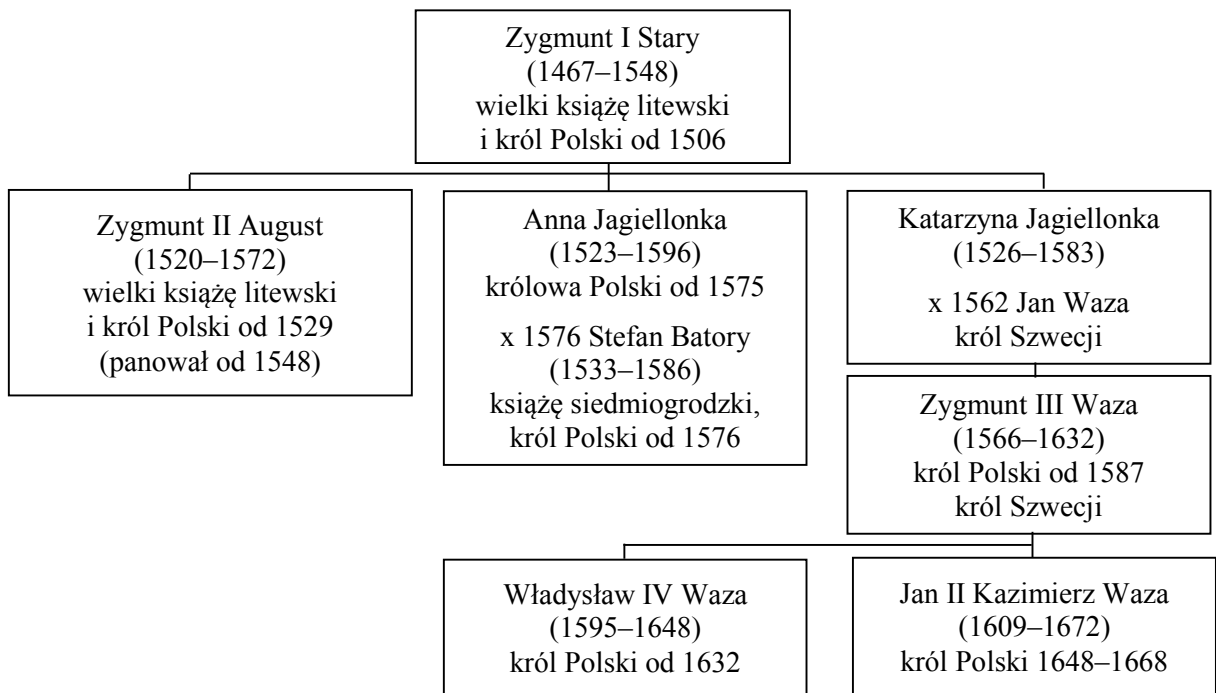 Zygmunt I Stary
(1467–1548)
wielki książę litewski
i król Polski od 1506
Zygmunt II August
(1520–1572)
wielki książę litewski
i król Polski od 1529
(panował od 1548)
Anna Jagiellonka
(1523–1596)
królowa Polski od 1575
x 1576 Stefan Batory
(1533–1586)
książę siedmiogrodzki,
król Polski od 1576
Katarzyna Jagiellonka
(1526–1583)
x 1562 Jan Waza
król Szwecji
Zygmunt III Waza
(1566–1632)
król Polski od 1587
król Szwecji
Władysław IV Waza
(1595–1648)
król Polski od 1632
Jan II Kazimierz Waza
(1609–1672)
król Polski 1648–1668